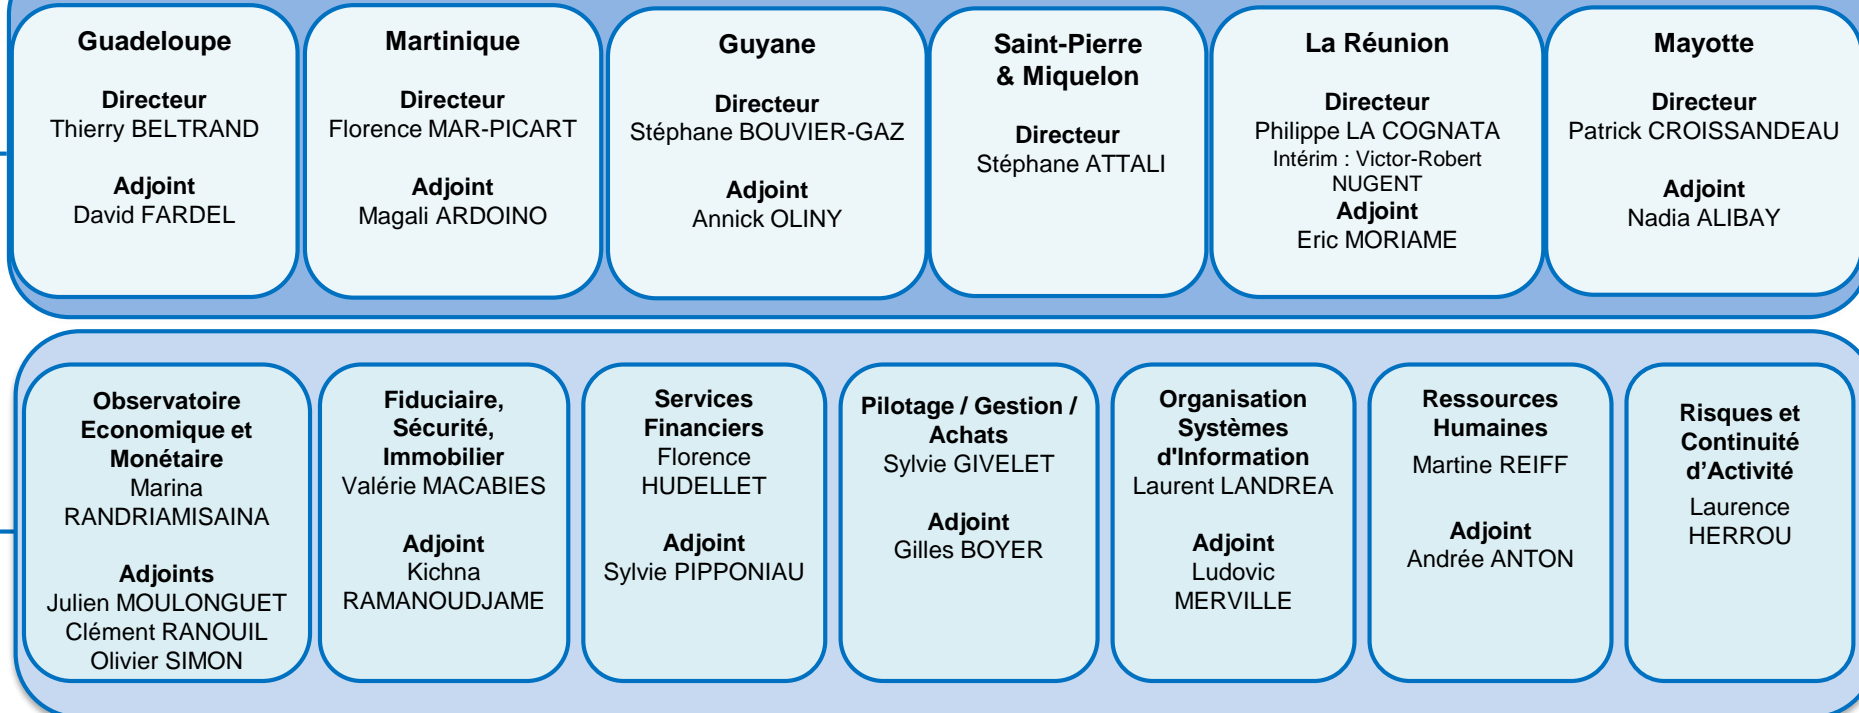 Guadeloupe
Directeur
Thierry BELTRAND
Adjoint
David FARDEL
Martinique
Directeur
Florence MAR-PICART
Adjoint
Magali ARDOINO
Guyane
Directeur
Stéphane BOUVIER-GAZ
Adjoint
Annick OLINY
Saint-Pierre
& Miquelon
Directeur
Stéphane ATTALI
La Réunion
Directeur
Philippe LA COGNATA
Intérim : Victor-Robert
NUGENT
Adjoint
Eric MORIAME
Mayotte
Directeur
Patrick CROISSANDEAU
Adjoint
Nadia ALIBAY
Observatoire
Economique et
Monétaire
Marina
RANDRIAMISAINA
Adjoints
Julien MOULONGUET
Clément RANOUIL
Olivier SIMON
Fiduciaire,
Sécurité,
Immobilier
Valérie MACABIES
Adjoint
Kichna
RAMANOUDJAME
Services
Financiers
Florence
HUDELLET
Adjoint
Sylvie PIPPONIAU
Pilotage / Gestion /
Achats
Sylvie GIVELET
Adjoint
Gilles BOYER
Organisation
Systèmes
d'Information
Laurent LANDREA
Adjoint
Ludovic
MERVILLE
Ressources
Humaines
Martine REIFF
Adjoint
Andrée ANTON
Risques et
Continuité
d’Activité
Laurence
HERROU